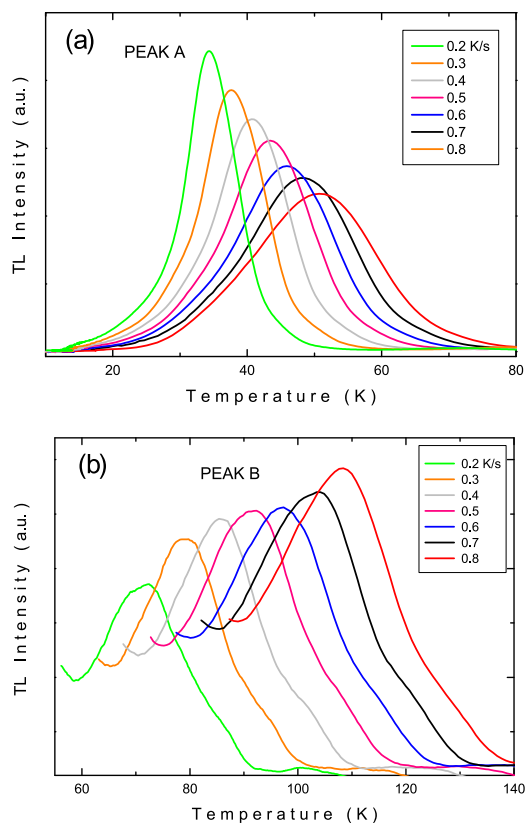 (a)
PEAK A
0.2 K/s
0.3
0.4
0.5
0.6
0.7
0.8
TL Intensity (a.u.)
20 40 60 80
Temperature (K)
(b)
PEAK B
0.2 K/s
0.3
0.4
0.5
0.6
0.7
0.8
TL Intensity (a.u.)
60 80 100 120 140
Temperature (K)